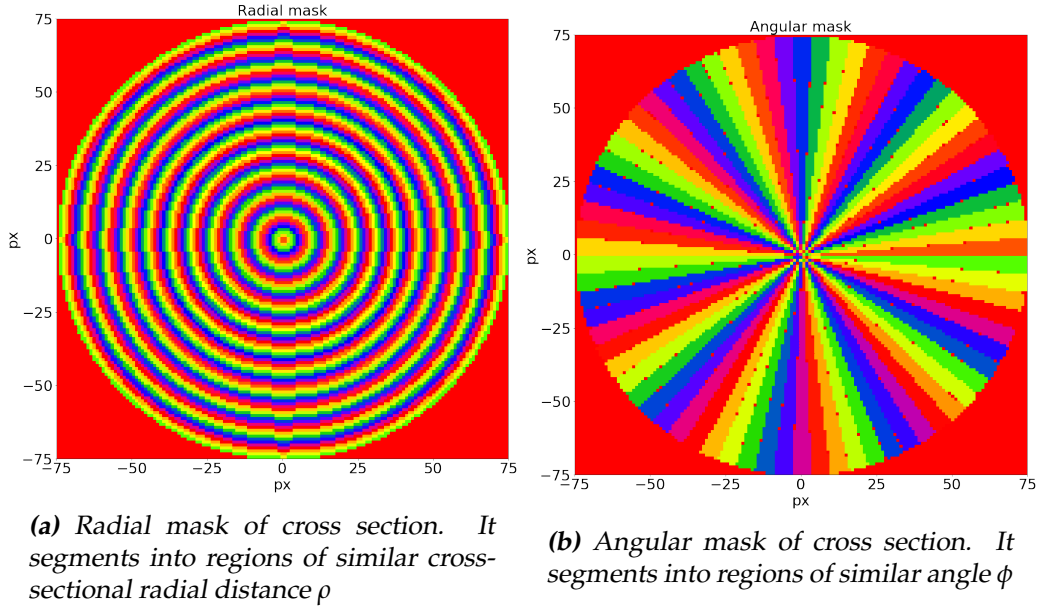 Radial mask
75
50
25
0
−25
−50
−75
px
−75
−50
−25
0
25
50
75
px
(a) Radial mask of cross section. It
segments into regions of similar cross-
sectional radial distance ρ
Angular mask
75
50
25
0
−25
−50
−75
px
−75
−50
−25
0
25
50
75
px
(b) Angular mask of cross section. It
segments into regions of similar angle ϕ